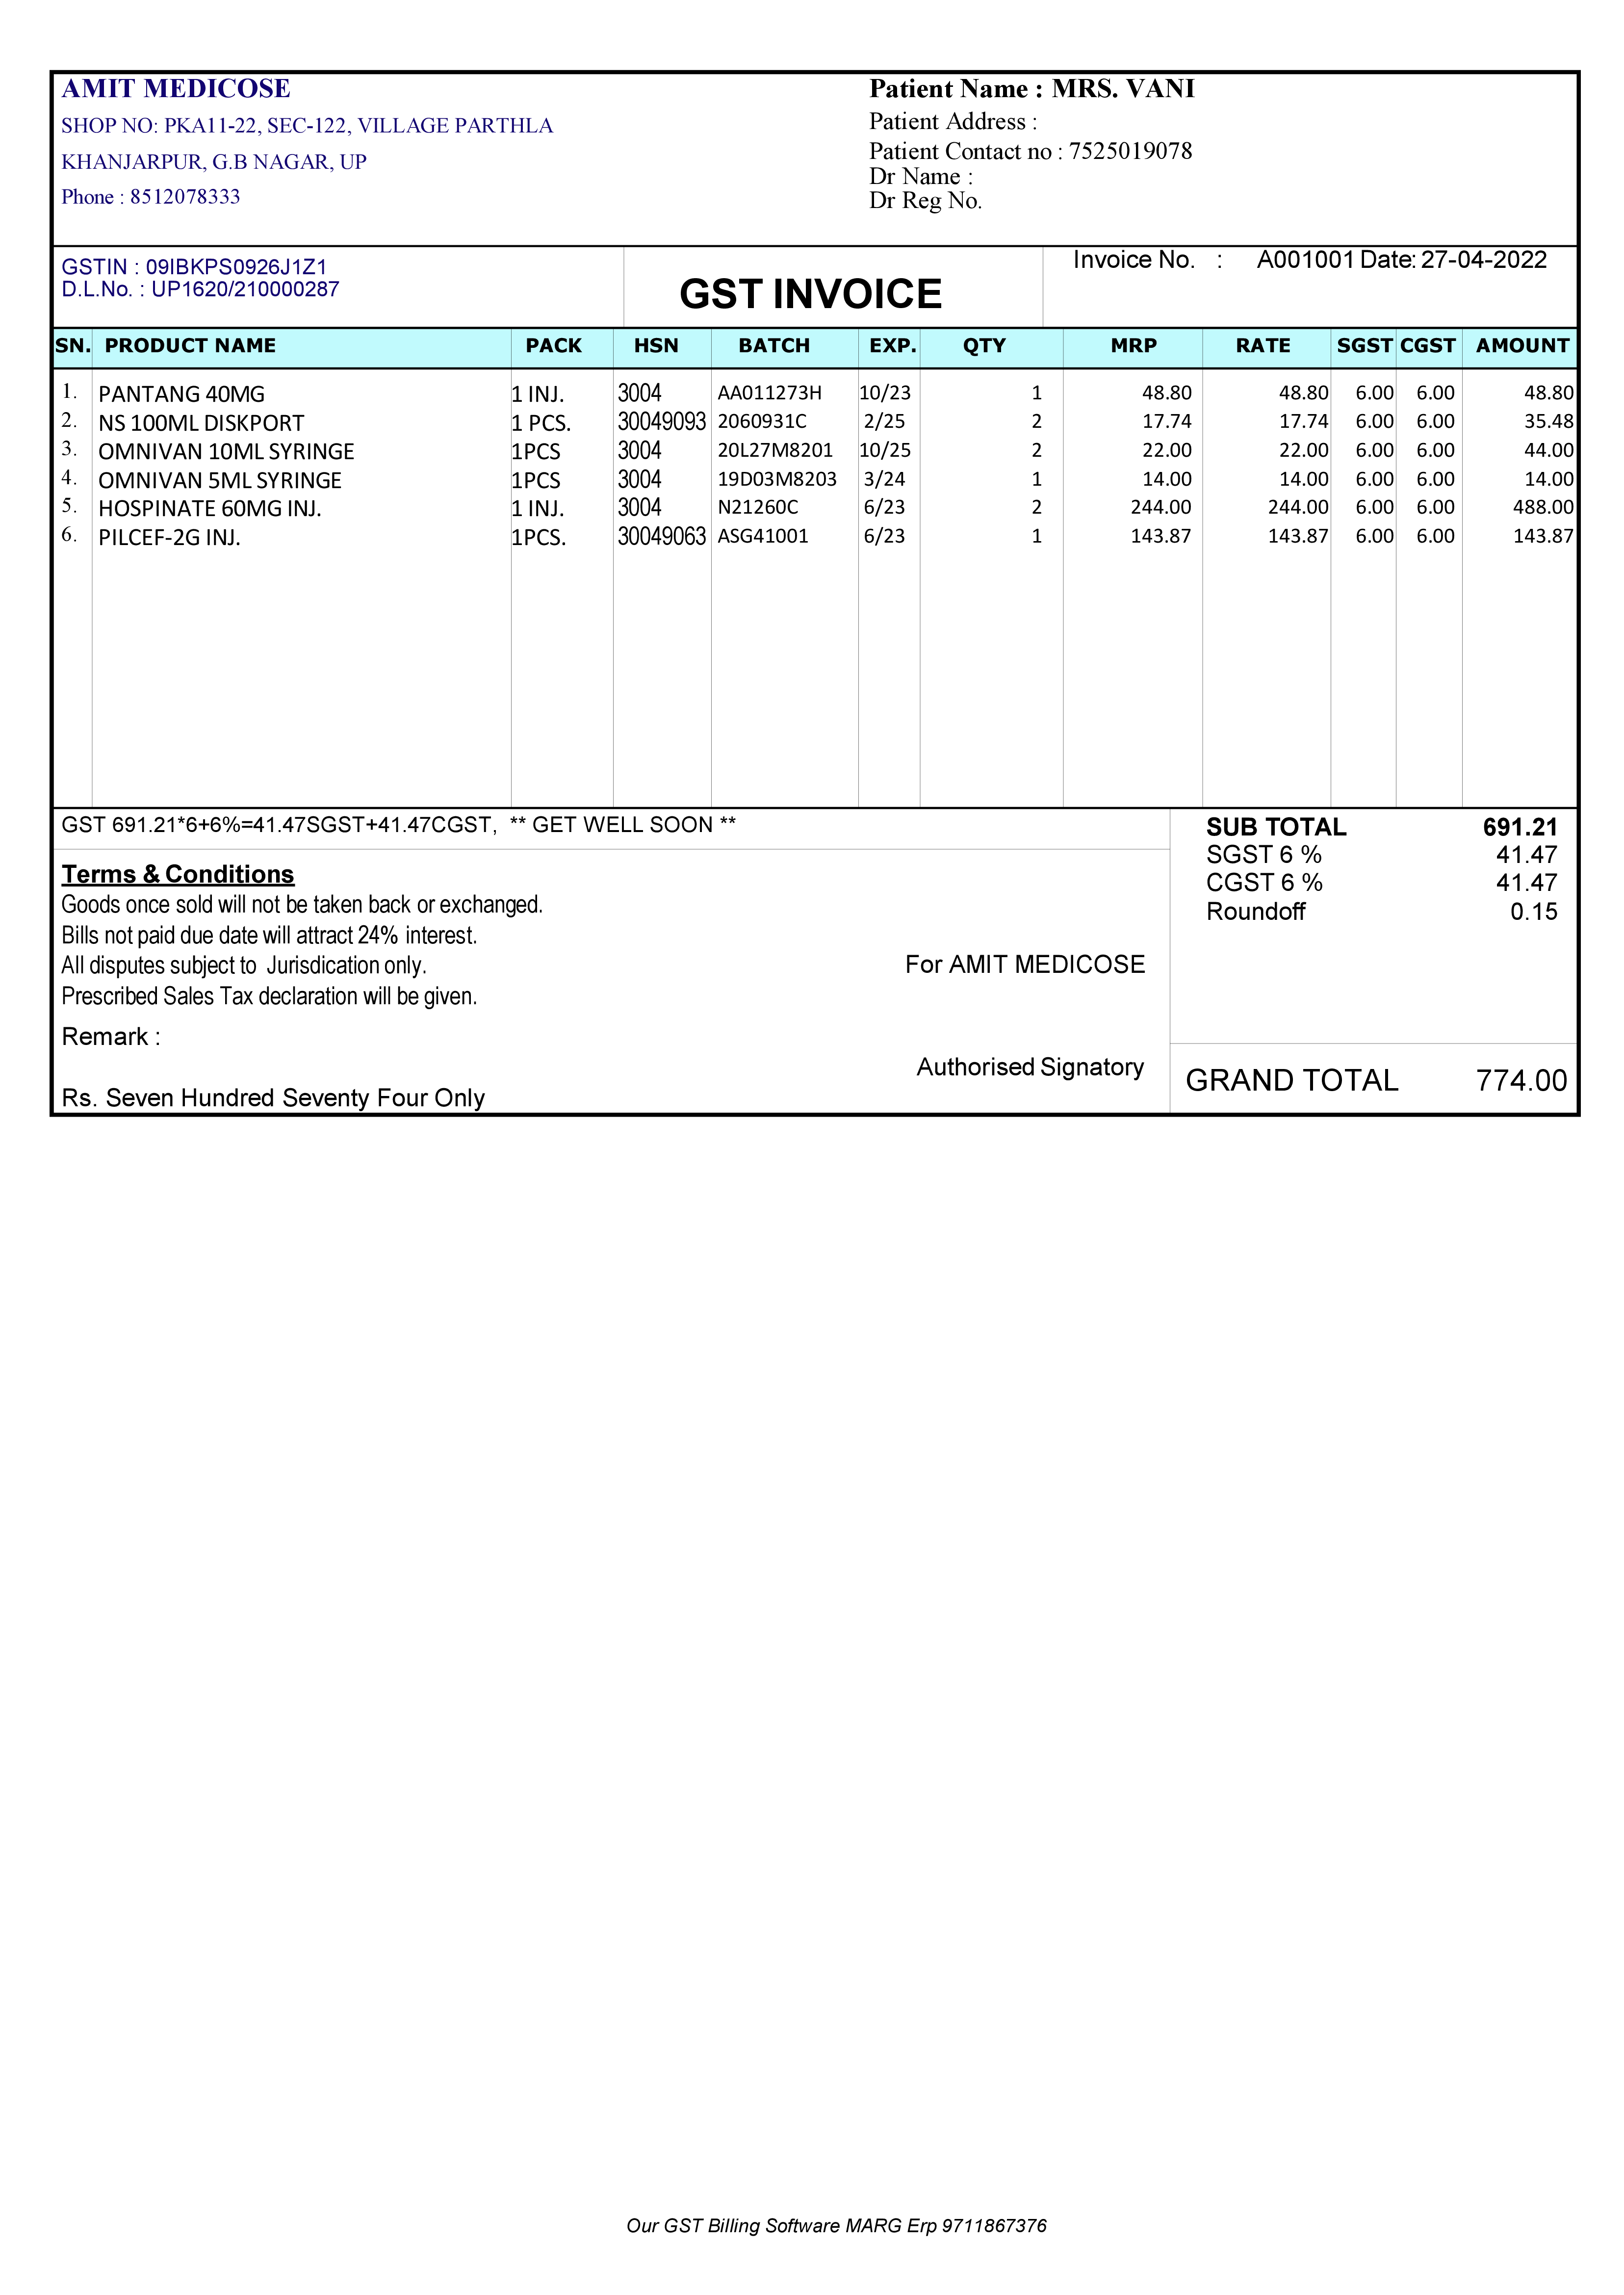 AMIT MEDICOSE
SHOP NO: PKA11-22, SEC-122, VILLAGE PARTHLA
KHANJARPUR, G.B NAGAR, UP
Phone : 8512078333
Patient Name : MRS. VANI
Patient Address :
Patient Contact no : 7525019078
Dr Name :
Dr Reg No.
GSTIN : 09IBKPS0926J1Z1
D.L.No. : UP1620/210000287
GST INVOICE
Invoice No. : A001001 Date: 27-04-2022
SN. PRODUCT NAME PACK HSN BATCH EXP. QTY MRP RATE SGST CGST AMOUNT
1. PANTANG 40MG 1 INJ. 3004 AA011273H 10/23 1 48.80 48.80 6.00 6.00 48.80
2. NS 100ML DISKPORT 1 PCS. 30049093 2060931C 2/25 2 17.74 17.74 6.00 6.00 35.48
3. OMNIVAN 10ML SYRINGE 1PCS 3004 20L27M8201 10/25 2 22.00 22.00 6.00 6.00 44.00
4. OMNIVAN 5ML SYRINGE 1PCS 3004 19D03M8203 3/24 1 14.00 14.00 6.00 6.00 14.00
5. HOSPINATE 60MG INJ. 1 INJ. 3004 N21260C 6/23 2 244.00 244.00 6.00 6.00 488.00
6. PILCEF-2G INJ. 1PCS. 30049063 ASG41001 6/23 1 143.87 143.87 6.00 6.00 143.87
GST 691.21*6+6%=41.47SGST+41.47CGST, ** GET WELL SOON **
Terms & Conditions
Goods once sold will not be taken back or exchanged.
Bills not paid due date will attract 24% interest.
All disputes subject to Jurisdication only.
Prescribed Sales Tax declaration will be given.
Remark :
Rs. Seven Hundred Seventy Four Only
For AMIT MEDICOSE
Authorised Signatory
SUB TOTAL 691.21
SGST 6 % 41.47
CGST 6 % 41.47
Roundoff 0.15
GRAND TOTAL 774.00
Our GST Billing Software MARG Erp 9711867376